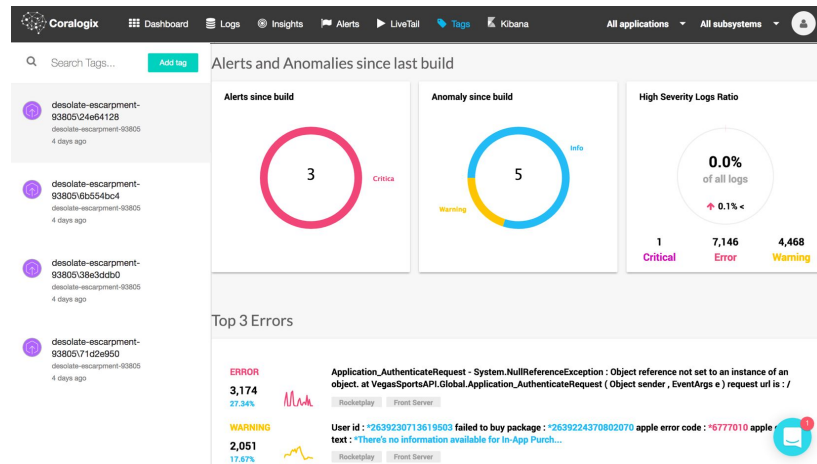 Coralogix
Dashboard
Logs
Insights
Alerts
LiveTail
Tags
Kibana
All applications
All subsystems
Search Tags...
Add tag
desolate-escarpment-
93805\24e64128
desolate-escarpment-93805
4 days ago
desolate-escarpment-
93805\6b554bc4
desolate-escarpment-93805
4 days ago
desolate-escarpment-
93805\38e3ddb0
desolate-escarpment-93805
4 days ago
desolate-escarpment-
93805\71d2e950
desolate-escarpment-93805
4 days ago
Alerts and Anomalies since last build
Alerts since build
3
Critica
Anomaly since build
5
Info
Warning
High Severity Logs Ratio
0.0%
of all logs
0.1% <
1
Critical
7,146
Error
4,468
Warning
Top 3 Errors
ERROR
3,174
27.34%
Application_AuthenticateRequest - System.NullReferenceException : Object reference not set to an instance of an
object. at VegasSportsAPI.Global.Application_AuthenticateRequest ( Object sender , EventArgs e ) request url is : /
Rocketplay Front Server
WARNING
2,051
17.67%
User id : *2639230713619503 failed to buy package : *2639224370802070 apple error code : *6777010 apple
text : *There's no information available for In-App Purch...
Rocketplay Front Server
1